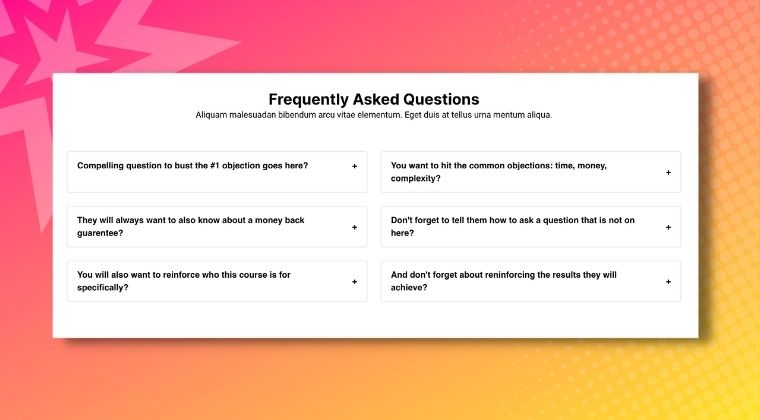 Frequently Asked Questions
Aliquam malesuadan bibendum arcu vitae elementum. Eget duis at tellus urna mentum aliqua.
Compelling question to bust the #1 objection goes here? +
You want to hit the common objections: time, money,
complexity? +
They will always want to also know about a money back
guarentee? +
Don't forget to tell them how to ask a question that is not on
here? +
You will also want to reinforce who this course is for
specifically? +
And don't forget about reninforcing the results they will
achieve? +